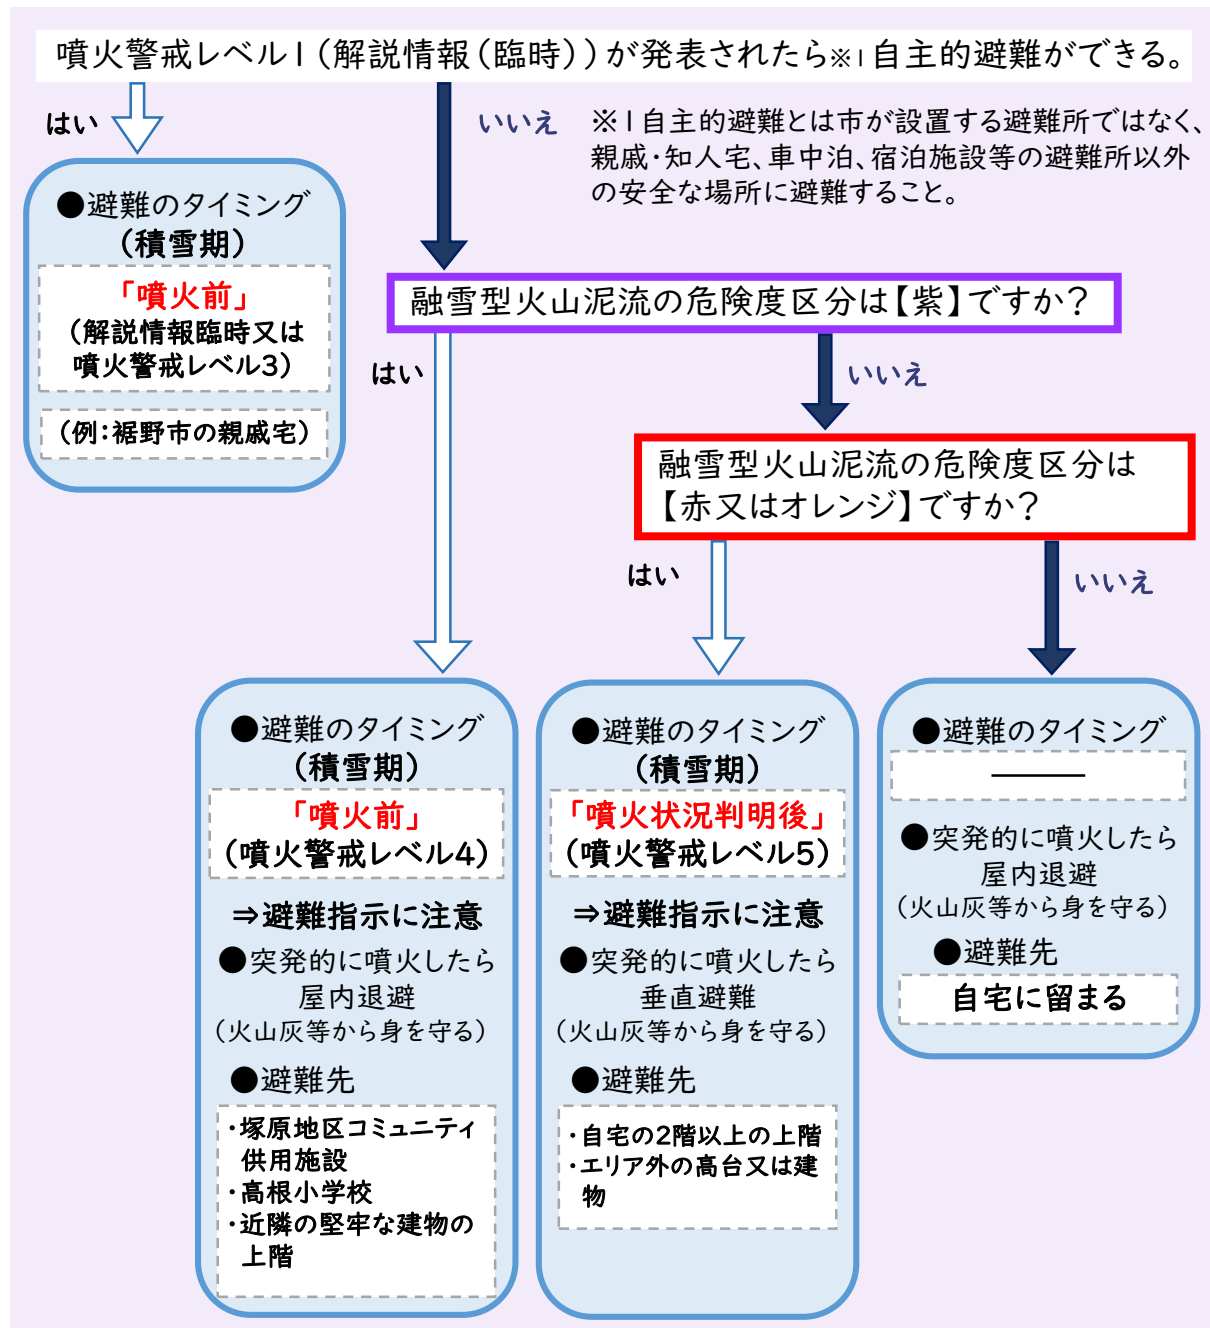 噴火警戒レベル1（解説情報（臨時））が発表されたら※1自主的避難ができる。
はい
いいえ
※1自主的避難とは市が設置する避難所ではなく、
親戚・知人宅、車中泊、宿泊施設等の避難所以外
の安全な場所に避難すること。
●避難のタイミング
（積雪期）
「噴火前」
（解説情報臨時又は
噴火警戒レベル3）
（例：裾野市の親戚宅）
融雪型火山泥流の危険度区分は【紫】ですか？
はい
いいえ
融雪型火山泥流の危険度区分は
【赤又はオレンジ】ですか？
はい
いいえ
●避難のタイミング
（積雪期）
「噴火前」
（噴火警戒レベル4）
⇒避難指示に注意
●突発的に噴火したら
屋内退避
（火山灰等から身を守る）
●避難先
・塚原地区コミュニティ
供用施設
・高根小学校
・近隣の堅牢な建物の
上階
●避難のタイミング
（積雪期）
「噴火状況判明後」
（噴火警戒レベル5）
⇒避難指示に注意
●突発的に噴火したら
垂直避難
（火山灰等から身を守る）
●避難先
・自宅の2階以上の上階
・エリア外の高台又は建
物
●避難のタイミング
―――
●突発的に噴火したら
屋内退避
（火山灰等から身を守る）
●避難先
自宅に留まる